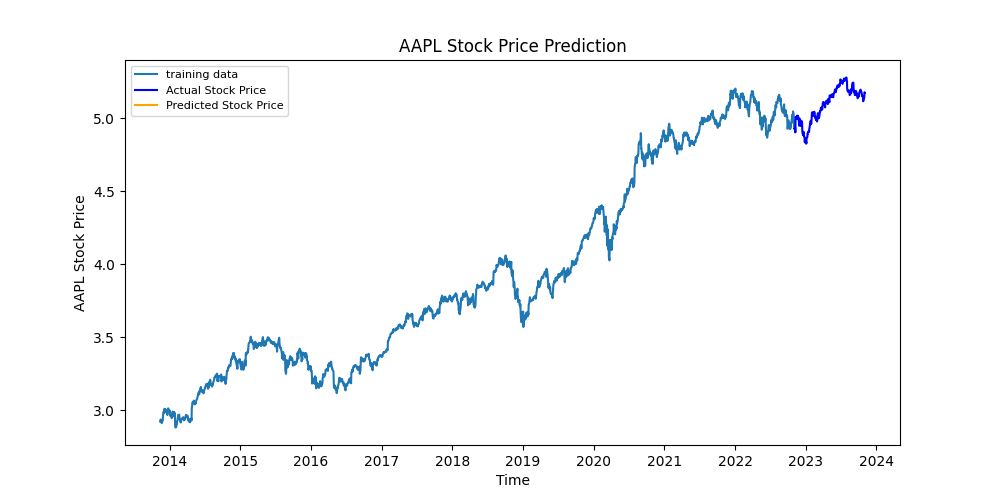 AAPL Stock Price Prediction
training data
Actual Stock Price
Predicted Stock Price
AAPL Stock Price
5.0
4.5
4.0
3.5
3.0
2014 2015 2016 2017 2018 2019 2020 2021 2022 2023 2024
Time